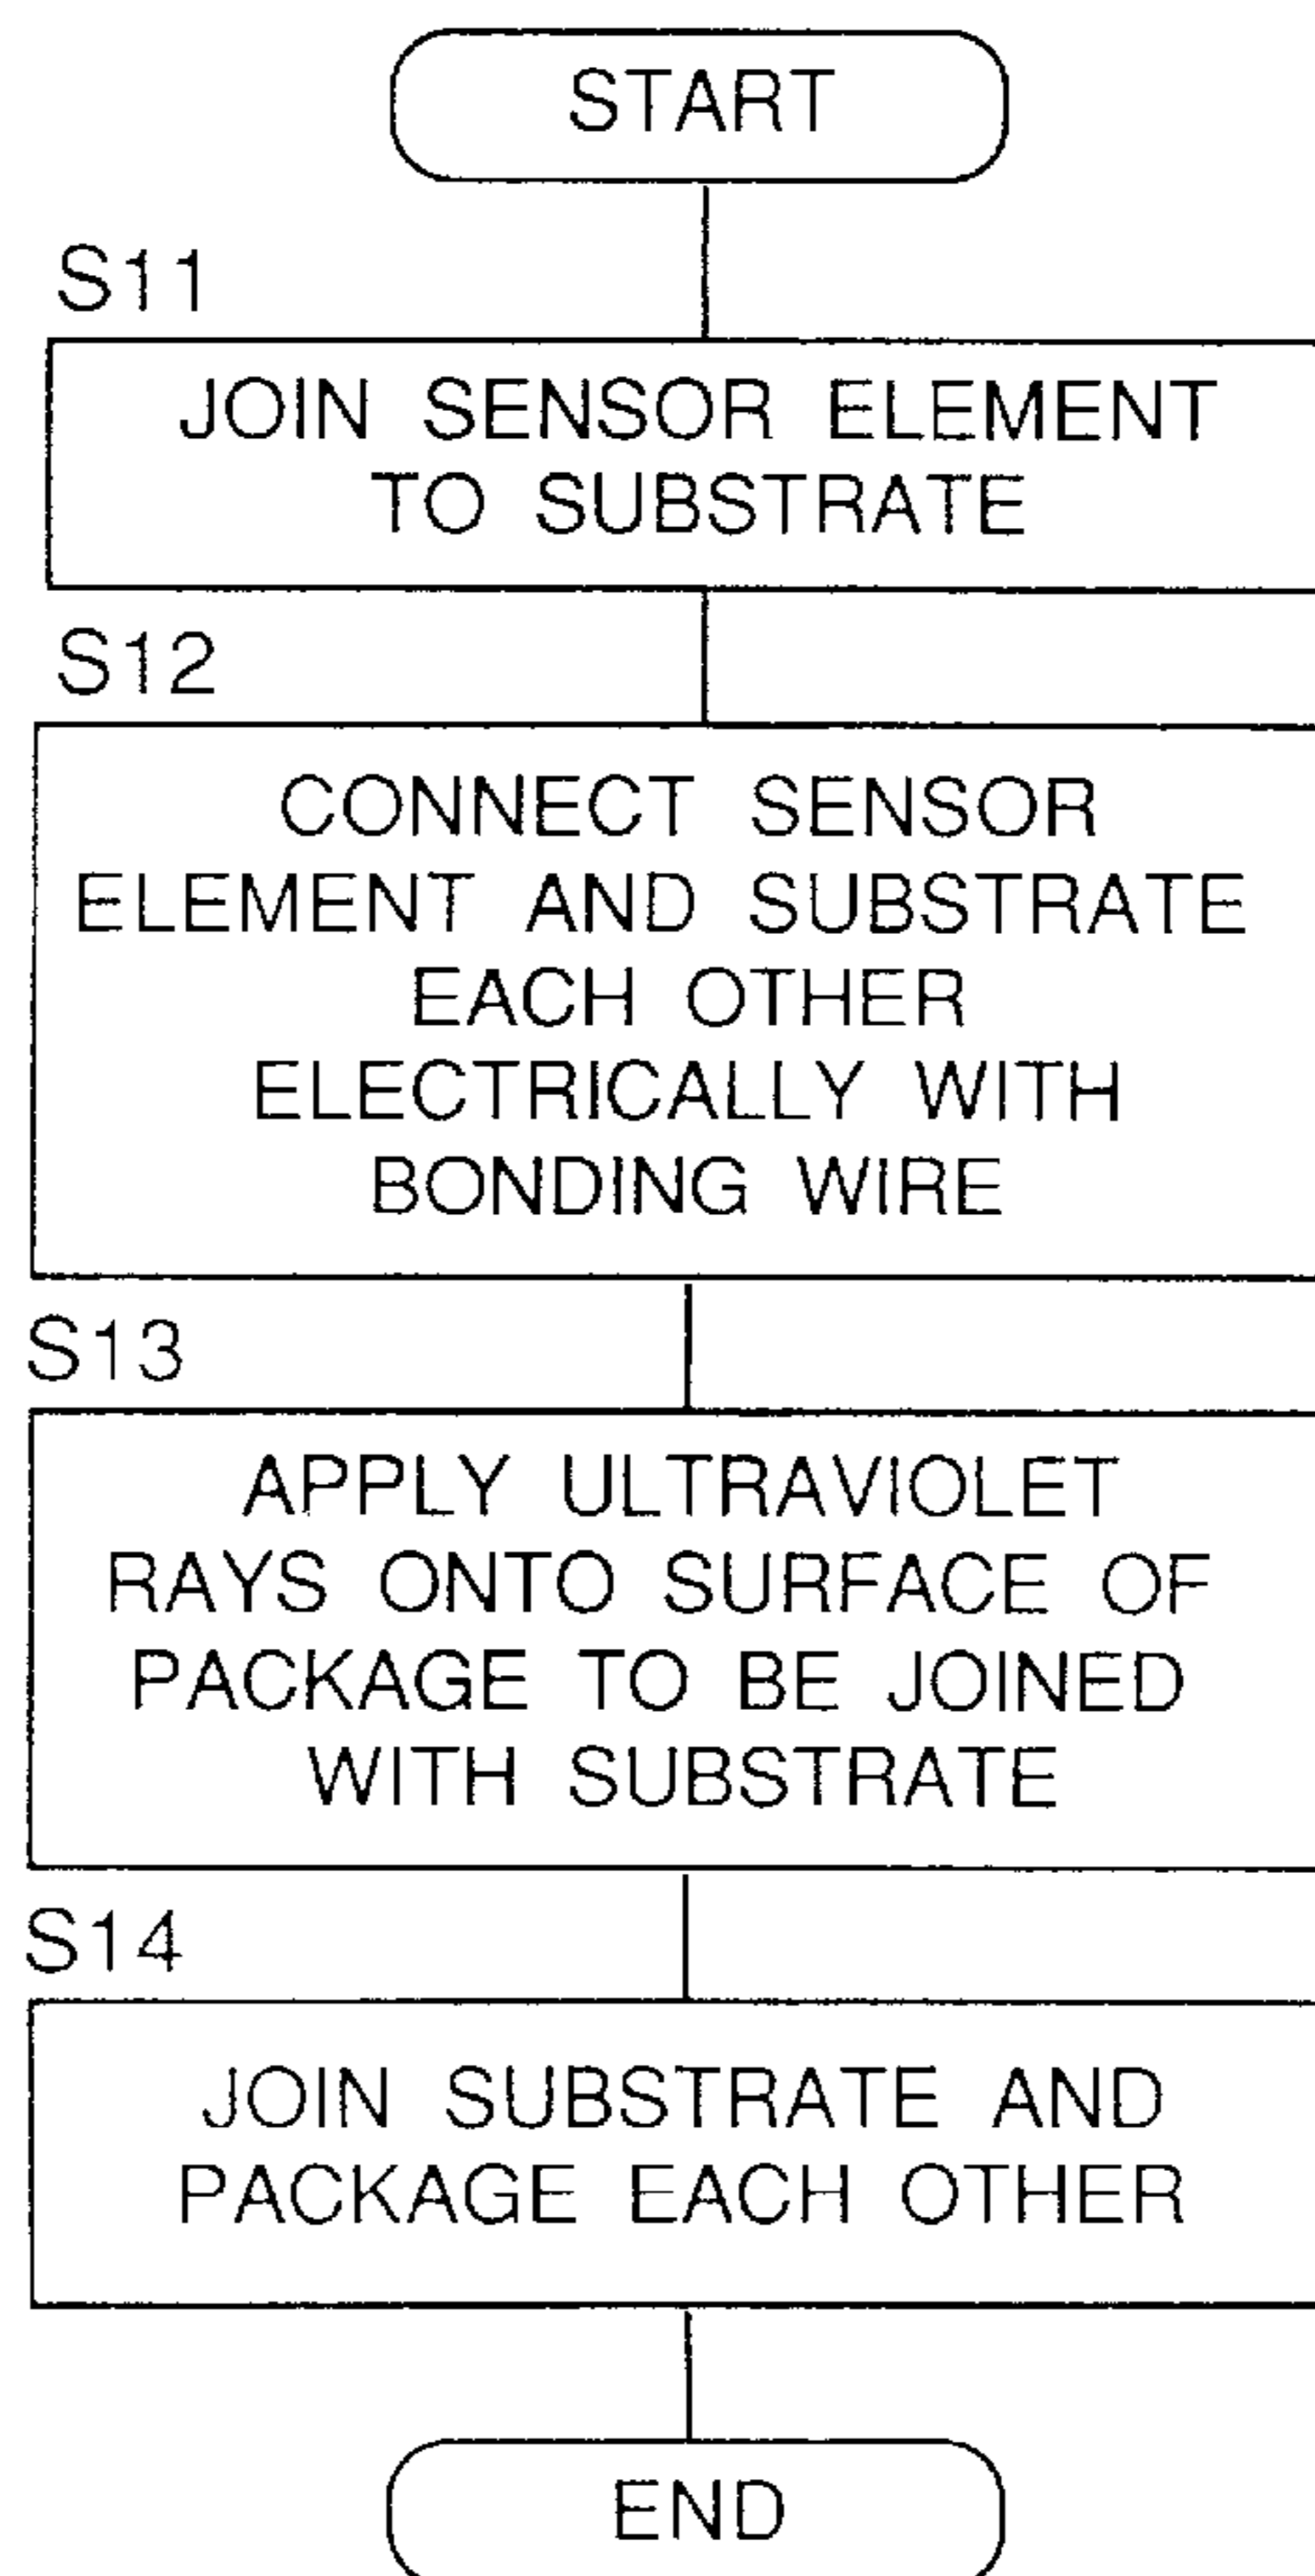 START
S11
JOIN SENSOR ELEMENT
TO SUBSTRATE
S12
CONNECT SENSOR
ELEMENT AND SUBSTRATE
EACH OTHER
ELECTRICALLY WITH
BONDING WIRE
S13
APPLY ULTRAVIOLET
RAYS ONTO SURFACE OF
PACKAGE TO BE JOINED
WITH SUBSTRATE
S14
JOIN SUBSTRATE AND
PACKAGE EACH OTHER
END